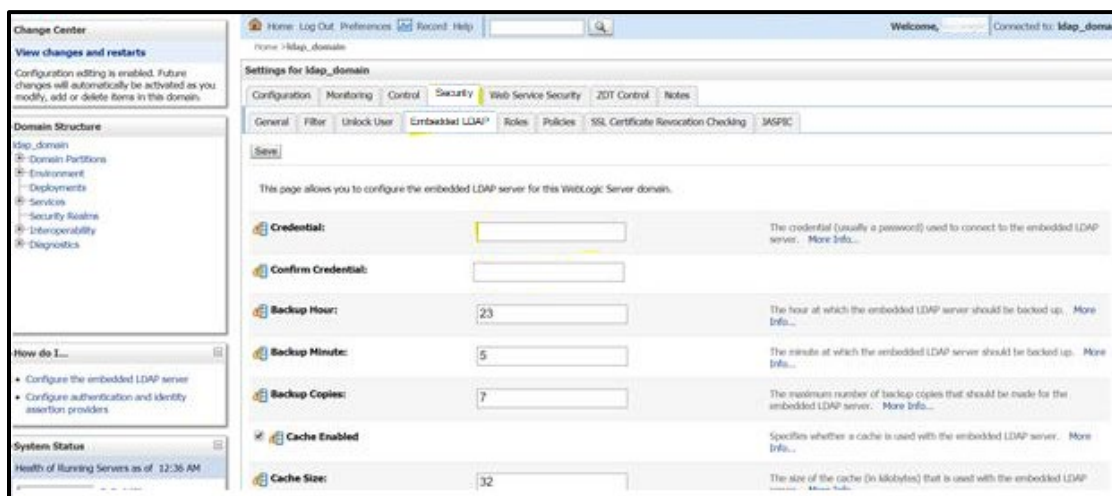 Change Center
View changes and restarts
Configuration editing is enabled. Future
changes will automatically be activated as you
modify, add or delete items in this domain.
Domain Structure
ldap_domain
Domain Partitions
Environment
Deployments
Services
Security Realms
Interoperability
Diagnostics
How do I...
Configure the embedded LDAP server
Configure authentication and identity
assertion providers
System Status
Health of Running Servers as of 12:36 AM
Home Log Out Preferences Record Help
Welcome,
Connected to: ldap_doma
Home >ldap_domain
Settings for ldap_domain
Configuration Monitoring Control Security Web Service Security ZDT Control Notes
General Filter Unlock User Embedded LDAP Roles Policies SSL Certificate Revocation Checking JASPIC
Save
This page allows you to configure the embedded LDAP server for this WebLogic Server domain.
Credential:
The credential (usually a password) used to connect to the embedded LDAP
server. More Info...
Confirm Credential:
Backup Hour:
23
The hour at which the embedded LDAP server should be backed up. More
Info...
Backup Minute:
5
The minute at which the embedded LDAP server should be backed up. More
Info...
Backup Copies:
7
The maximum number of backup copies that should be made for the
embedded LDAP server. More Info...
Cache Enabled
Specifies whether a cache is used with the embedded LDAP server. More
Info...
Cache Size:
32
The size of the cache (in kilobytes) that is used with the embedded LDAP
server. More Info...